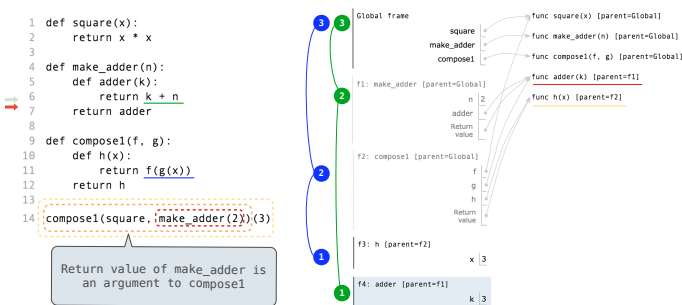 1 def square(x):
2 return x * x
3
4 def make_adder(n):
5 def adder(k):
6 return k + n
7 return adder
8
9 def compose1(f, g):
10 def h(x):
11 return f(g(x))
12 return h
13
14 compose1(square, make_adder(2))(3)
Return value of make_adder is
an argument to compose1
3 3 Global frame
square
make_adder
compose1
func square(x) [parent=Global]
func make_adder(n) [parent=Global]
func compose1(f, g) [parent=Global]
func adder(k) [parent=f1]
func h(x) [parent=f2]
2 f1: make_adder [parent=Global]
n 2
adder
Return
value
2 f2: compose1 [parent=Global]
f
g
h
Return
value
1 f3: h [parent=f2]
x 3
1 f4: adder [parent=f1]
k 3